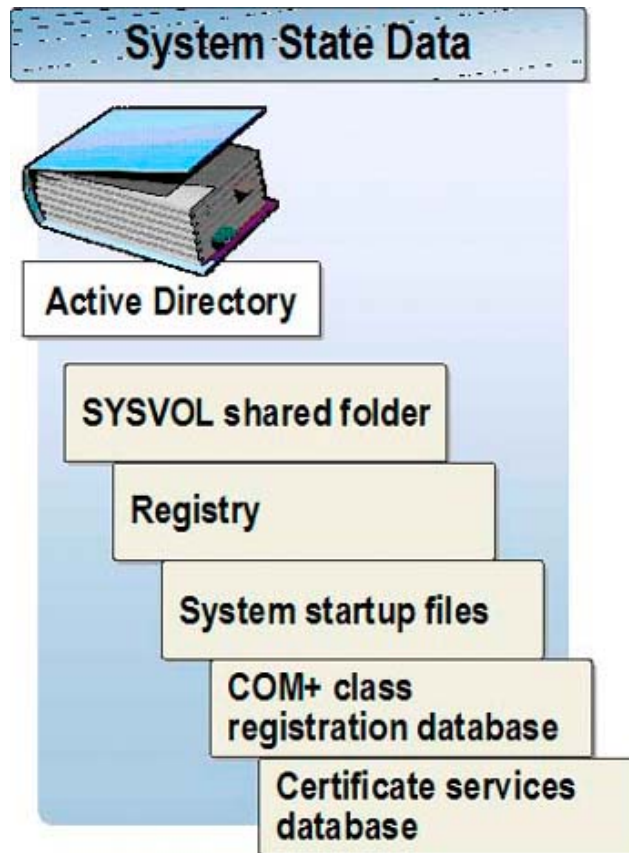 System State Data
Active Directory
SYSVOL shared folder
Registry
System startup files
COM+ class
registration database
Certificate services
database